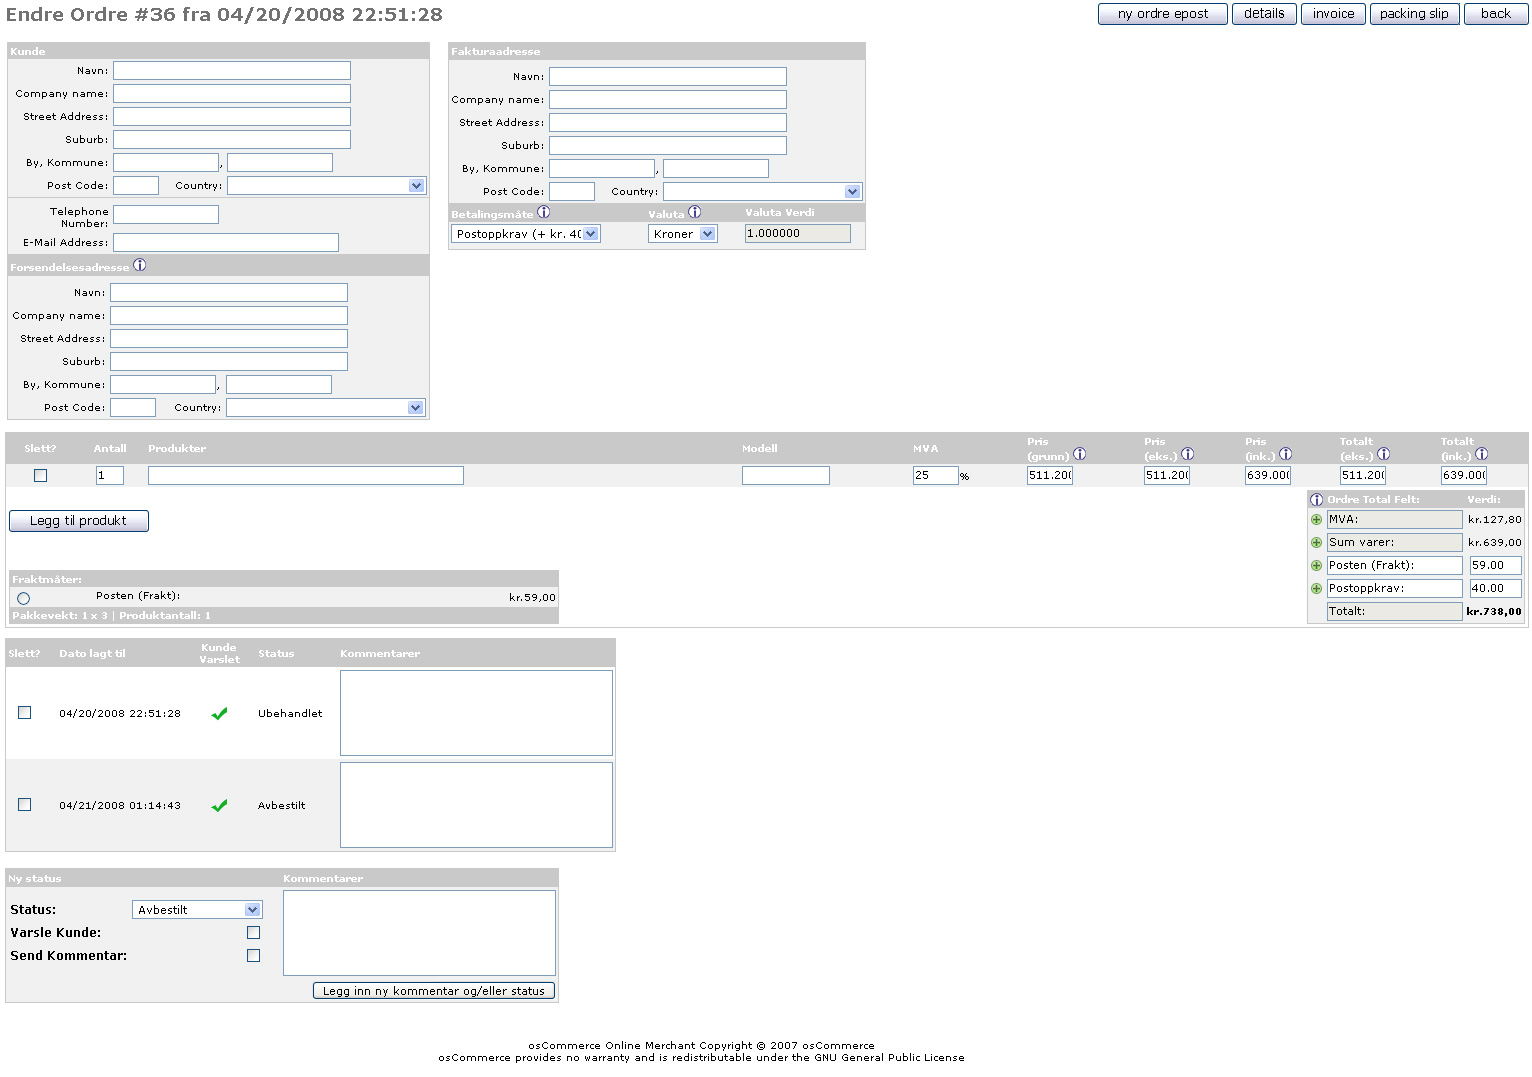 Endre Ordre #36 fra 04/20/2008 22:51:28
ny ordre epost details invoice packing slip back
Kunde
Navn:
Company name:
Street Address:
Suburb:
By, Kommune: ,
Post Code: Country:
Telephone
Number:
E-Mail Address:
Forsendelsesadresse
Navn:
Company name:
Street Address:
Suburb:
By, Kommune: ,
Post Code: Country:
Fakturaadresse
Navn:
Company name:
Street Address:
Suburb:
By, Kommune: ,
Post Code: Country:
Betalingsmåte Valuta Valuta Verdi
Postoppkrav (+ kr. 40 Kroner 1.000000
Slett? Antall Produkter Modell MVA Pris (grunn) Pris (eks.) Pris (ink.) Totalt (eks.) Totalt (ink.)
1 25 % 511.200 511.200 639.000 511.200 639.000
Legg til produkt
Ordre Total Felt: Verdi:
MVA: kr.127,80
Sum varer: kr.639,00
Posten (Frakt): 59.00
Postoppkrav: 40.00
Totalt: kr.738,00
Fraktmåter:
Posten (Frakt): kr.59,00
Pakkevekt: 1 x 3 | Produktantall: 1
Slett? Dato lagt til Kunde Varslet Status Kommentarer
04/20/2008 22:51:28 Ubehandlet
04/21/2008 01:14:43 Avbestilt
Ny status Kommentarer
Status: Avbestilt
Varsle Kunde:
Send Kommentar:
Legg inn ny kommentar og/eller status
osCommerce Online Merchant Copyright © 2007 osCommerce
osCommerce provides no warranty and is redistributable under the GNU General Public License